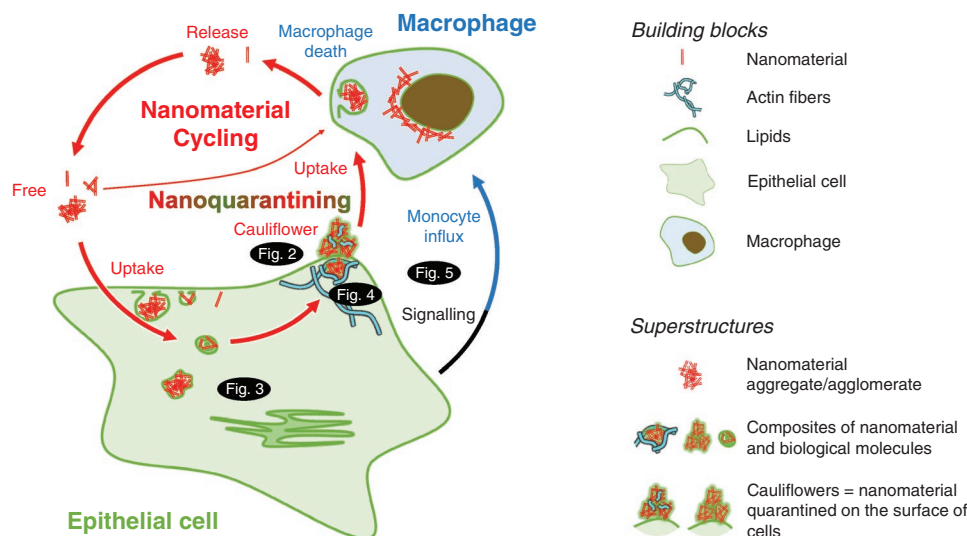 Macrophage
Release
Macrophage
death
Nanomaterial
Cycling
Free
Uptake
Nanoquarantining
Cauliflower
Fig. 2
Monocyte
influx
Uptake
Fig. 5
Fig. 4
Signalling
Fig. 3
Epithelial cell
Building blocks
Nanomaterial
Actin fibers
Lipids
Epithelial cell
Macrophage
Superstructures
Nanomaterial
aggregate/agglomerate
Composites of nanomaterial
and biological molecules
Cauliflowers = nanomaterial
quarantined on the surface of
cells